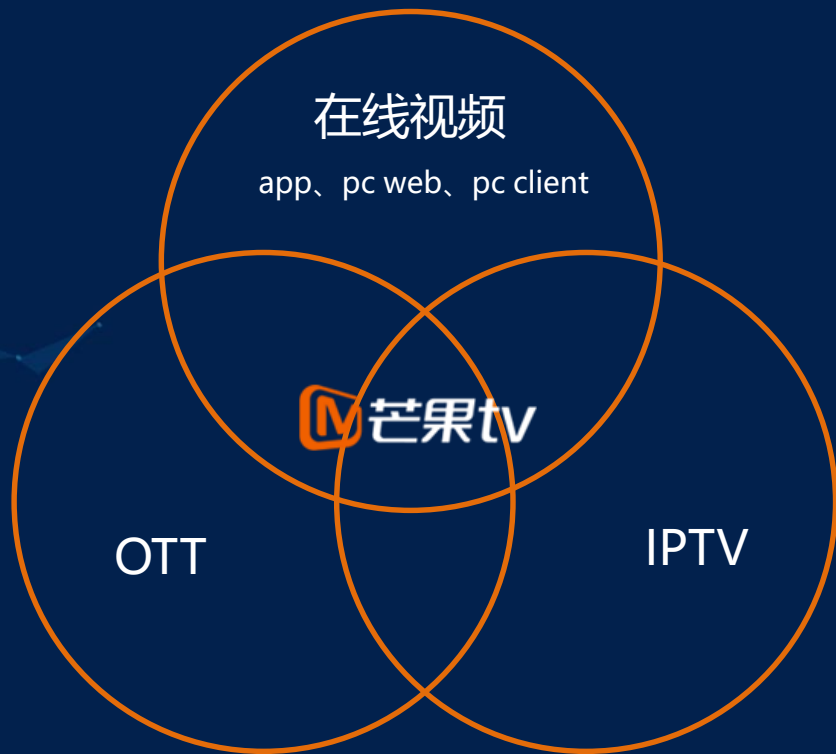 在线视频
app、pc web、pc client
芒果tv
OTT
IPTV